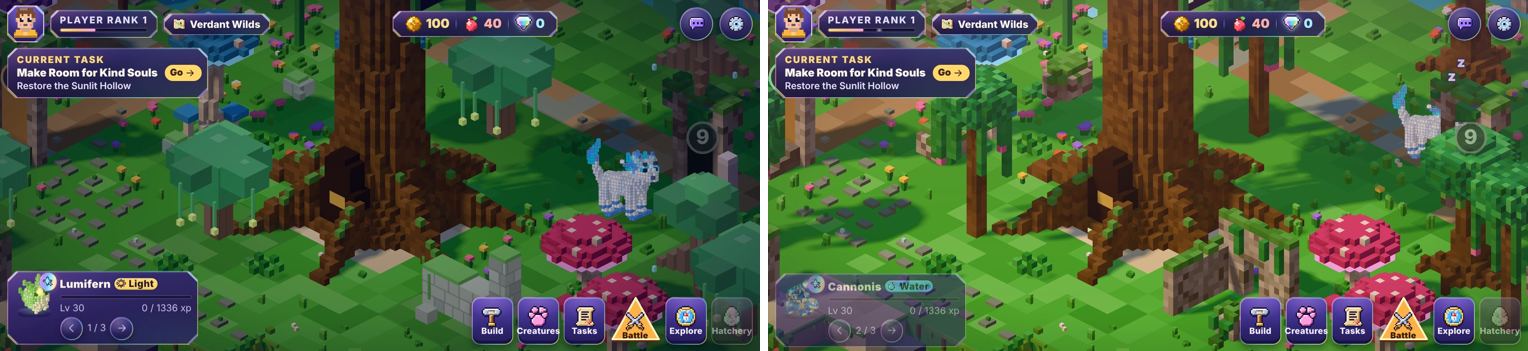 PLAYER RANK 1
Verdant Wilds
100
40
0
CURRENT TASK
Make Room for Kind Souls
Go →
Restore the Sunlit Hollow
9
Lumifern
Light
Lv 30
0 / 1336 xp
1 / 3
Build
Creatures
Tasks
Battle
Explore
Hatchery
PLAYER RANK 1
Verdant Wilds
100
40
0
CURRENT TASK
Make Room for Kind Souls
Go →
Restore the Sunlit Hollow
z
z
9
Cannonis
Water
Lv 30
0 / 1336 xp
2 / 3
Build
Creatures
Tasks
Battle
Explore
Hatchery